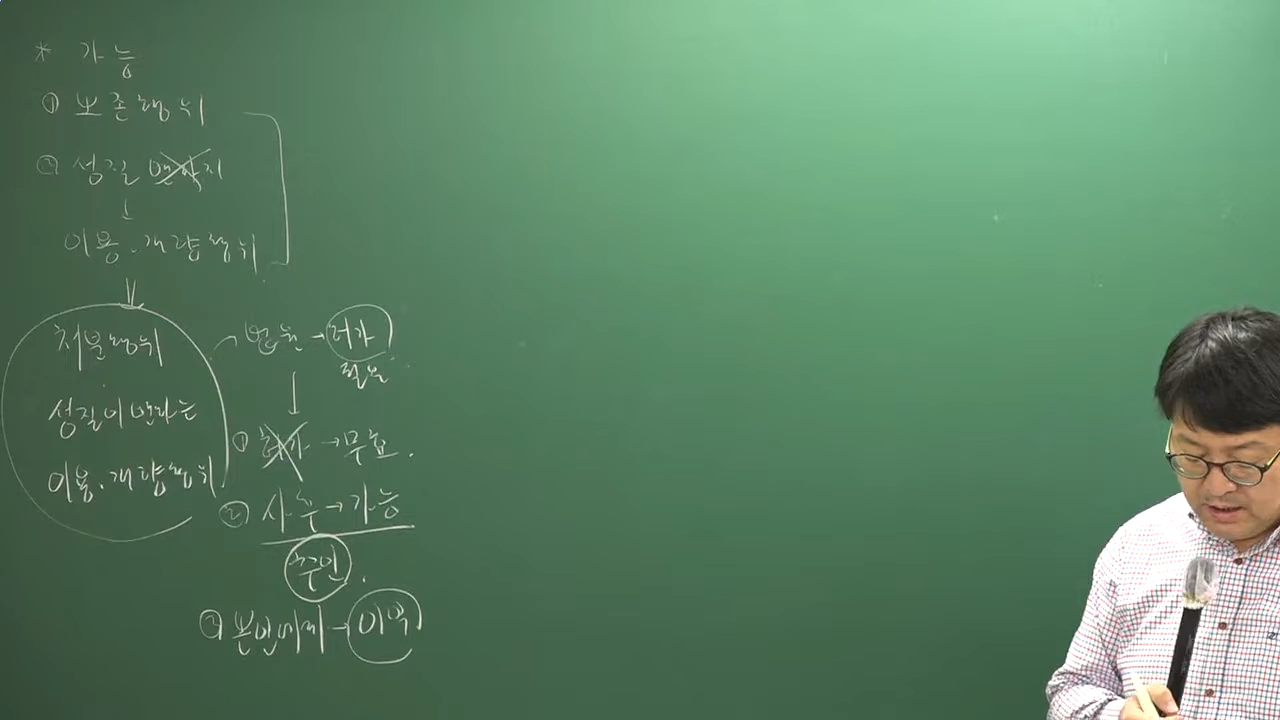 * 가능
① 보존행위
② 성질 변하지
↓
이용·개량행위
⇓
처분행위
성질이 변하는
이용·개량행위
법원 → 허가
필요
↓
① 허가 → 무효.
② 사후 → 가능
추인.
③ 본인에게 → 이익